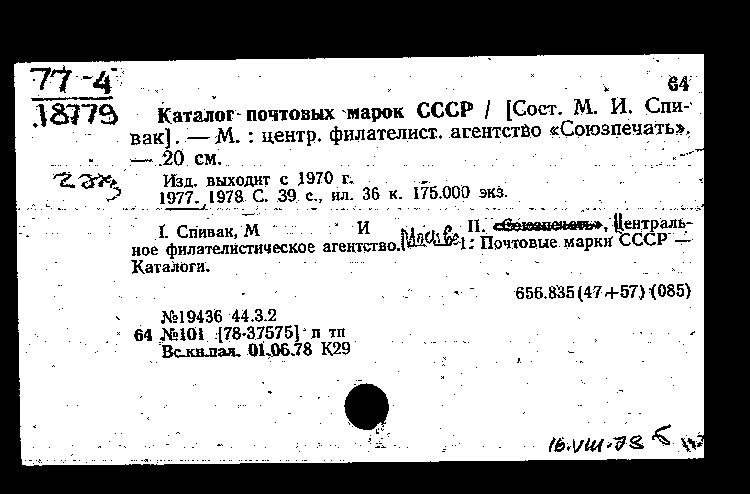 77-4
18779
64
Каталог почтовых марок СССР / [Сост. М. И. Спи-
вак]. — М. : центр. филателист. агентство «Союзпечать».
— 20 см.
2 экз
Изд. выходит с 1970 г.
1977. 1978 С. 39 с., ил. 36 к. 175.000 экз.
I. Спивак, М И II. «Союзпечать», Централь-
ное филателистическое агентство. Москва 1: Почтовые марки СССР —
Каталоги.
656.835(47+57)(085)
№19436 44.3.2
64 №101 [78-37575] п тп
Вс.кн.пал. 01.06.78 К29
16.VIII.78